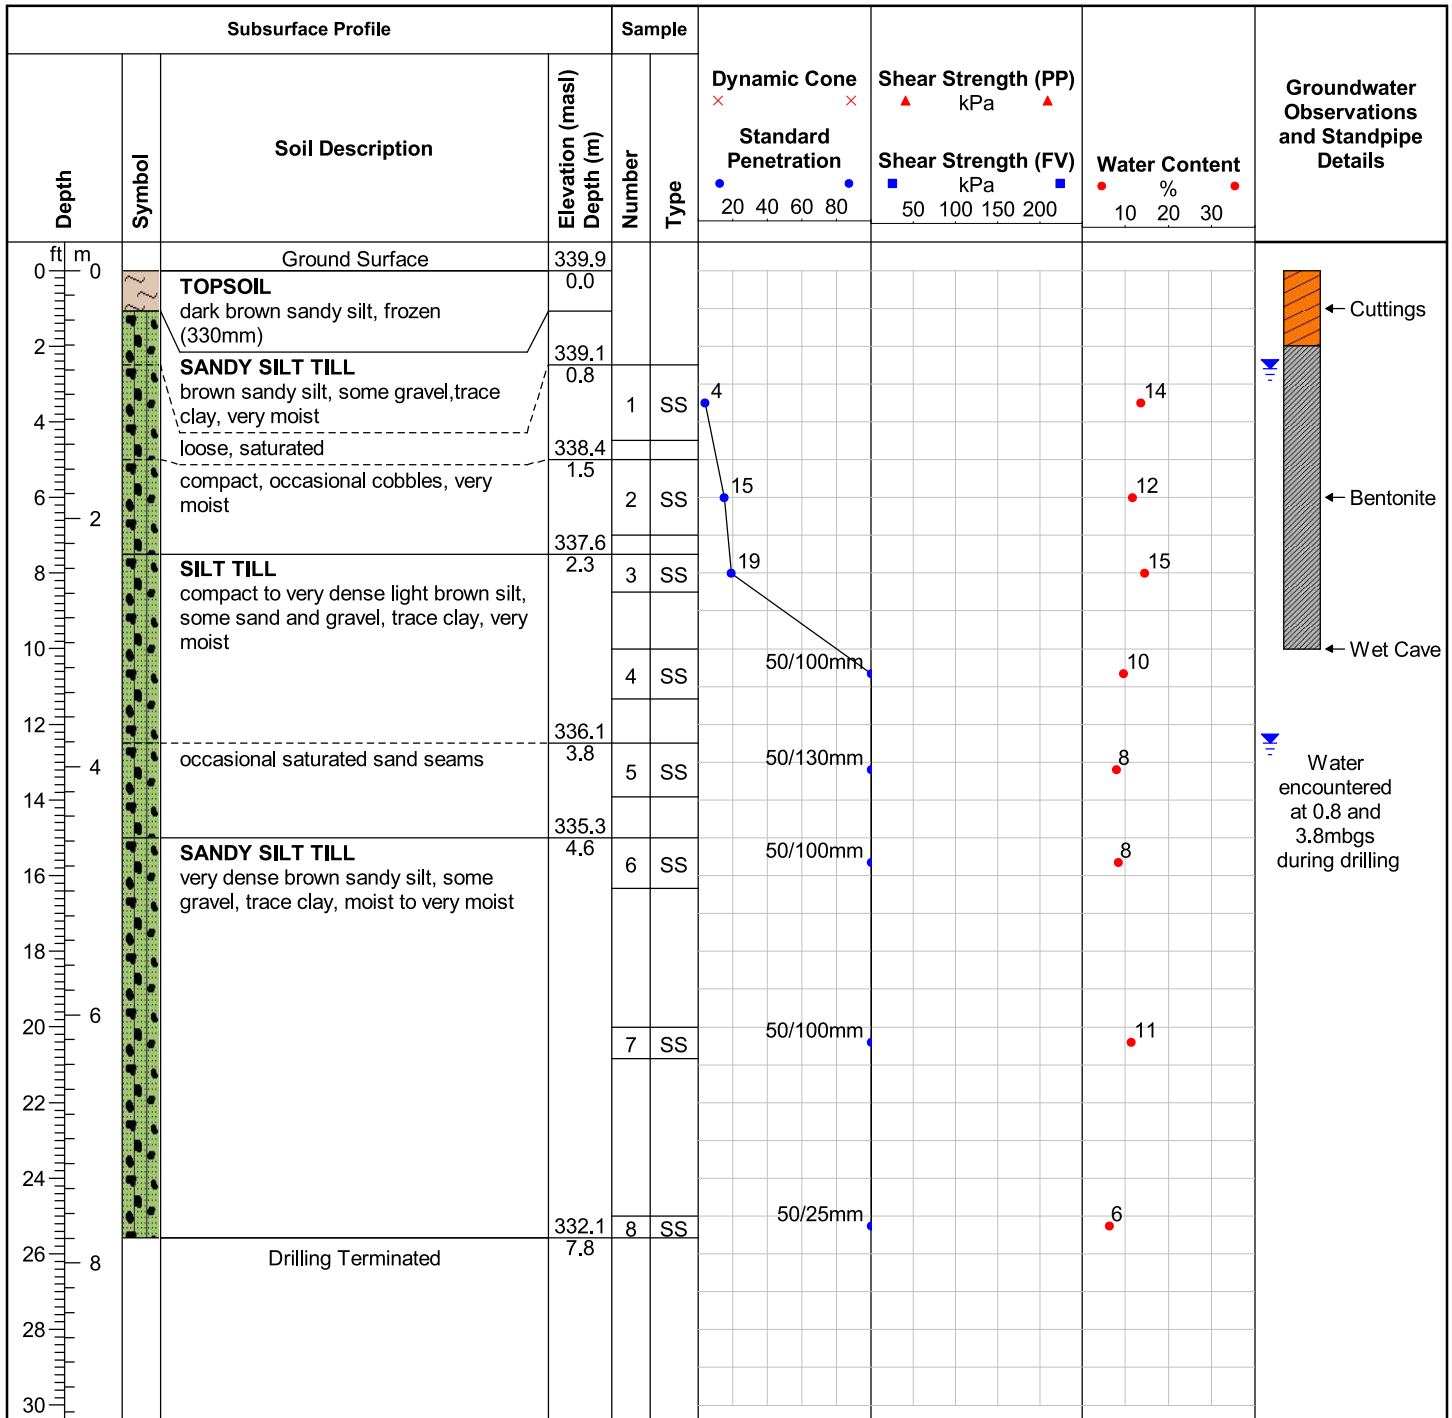 Subsurface Profile
Sample
Depth
Symbol
Soil Description
Elevation (masl)
Depth (m)
Number
Type
Dynamic Cone
Standard
Penetration
20 40 60 80
Shear Strength (PP)
kPa
Shear Strength (FV)
kPa
50 100 150 200
Water Content
%
10 20 30
Groundwater
Observations
and Standpipe
Details
ft m
0 0
2
4
6
2
8
10
12
4
14
16
18
20
6
22
24
26
8
28
30
Ground Surface
339.9
0.0
TOPSOIL
dark brown sandy silt, frozen
(330mm)
339.1
0.8
SANDY SILT TILL
brown sandy silt, some gravel,trace
clay, very moist
loose, saturated
338.4
1.5
compact, occasional cobbles, very
moist
337.6
2.3
SILT TILL
compact to very dense light brown silt,
some sand and gravel, trace clay, very
moist
336.1
3.8
occasional saturated sand seams
335.3
4.6
SANDY SILT TILL
very dense brown sandy silt, some
gravel, trace clay, moist to very moist
332.1
7.8
Drilling Terminated
1 SS 4 14
2 SS 15 12
3 SS 19 15
4 SS 50/100mm 10
5 SS 50/130mm 8
6 SS 50/100mm 8
7 SS 50/100mm 11
8 SS 50/25mm 6
Cuttings
Bentonite
Wet Cave
Water
encountered
at 0.8 and
3.8mbgs
during drilling